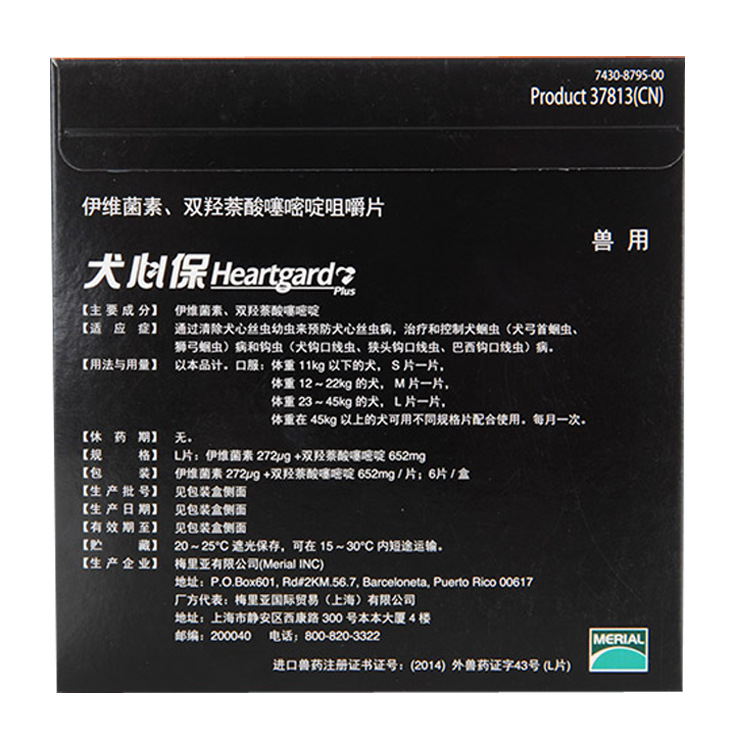 7430-8795-00
Product 37813(CN)
伊维菌素、双羟萘酸噻嘧啶咀嚼片
兽用
犬心保 Heartgard Plus
【主要成分】 伊维菌素、双羟萘酸噻嘧啶
【适应症】 通过清除犬心丝虫幼虫来预防犬心丝虫病，治疗和控制犬蛔虫（犬弓首蛔虫、
狮弓蛔虫）病和钩虫（犬钩口线虫、狭头钩口线虫、巴西钩口线虫）病。
【用法与用量】 以本品计。口服：体重 11kg 以下的犬， S 片一片，
体重 12～22kg 的犬， M 片一片，
体重 23～45kg 的犬， L 片一片，
体重在 45kg 以上的犬可用不同规格片配合使用。每月一次。
【休药期】 无。
【规格】 L片：伊维菌素 272μg +双羟萘酸噻嘧啶 652mg
【包装】 伊维菌素 272μg +双羟萘酸噻嘧啶 652mg / 片；6片 / 盒
【生产批号】 见包装盒侧面
【生产日期】 见包装盒侧面
【有效期至】 见包装盒侧面
【贮藏】 20～25℃ 遮光保存，可在 15～30℃ 内短途运输。
【生产企业】 梅里亚有限公司(Merial INC)
地址：P.O.Box601, Rd#2KM.56.7, Barceloneta, Puerto Rico 00617
厂方代表：梅里亚国际贸易（上海）有限公司
地址：上海市静安区西康路 300 号本本大厦 4 楼
邮编：200040 电话：800-820-3322
进口兽药注册证书证号：(2014) 外兽药证字43号 (L片)
MERIAL